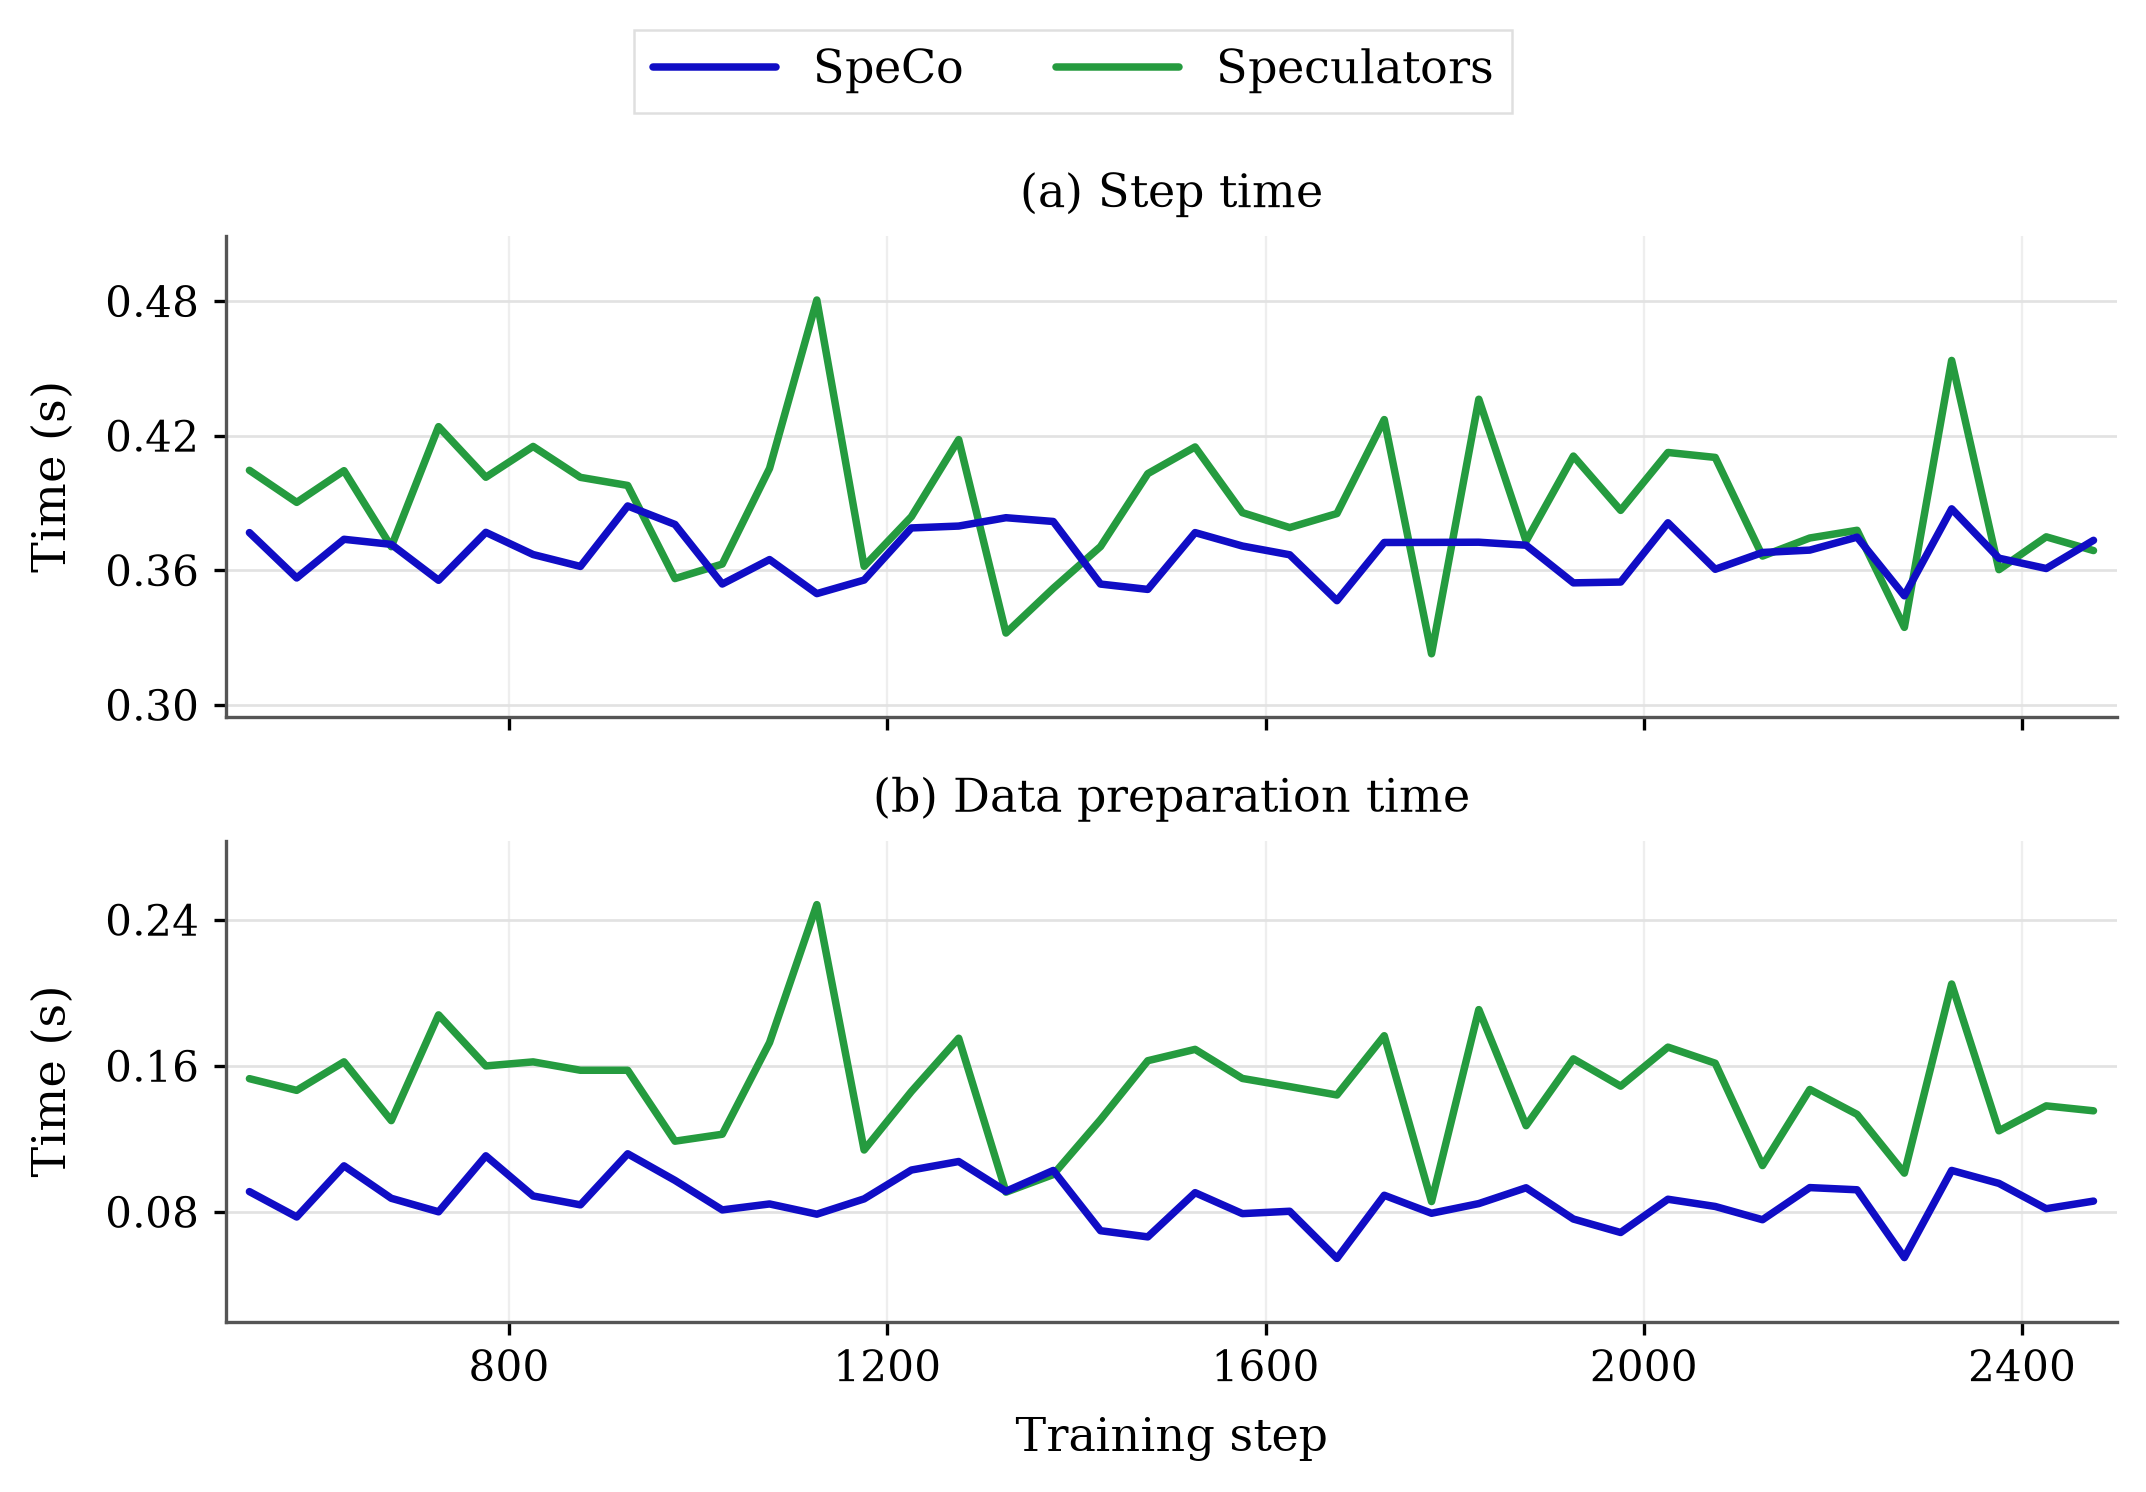 SpeCo Speculators
(a) Step time
Time (s)
0.48
0.42
0.36
0.30
(b) Data preparation time
Time (s)
0.24
0.16
0.08
800 1200 1600 2000 2400
Training step